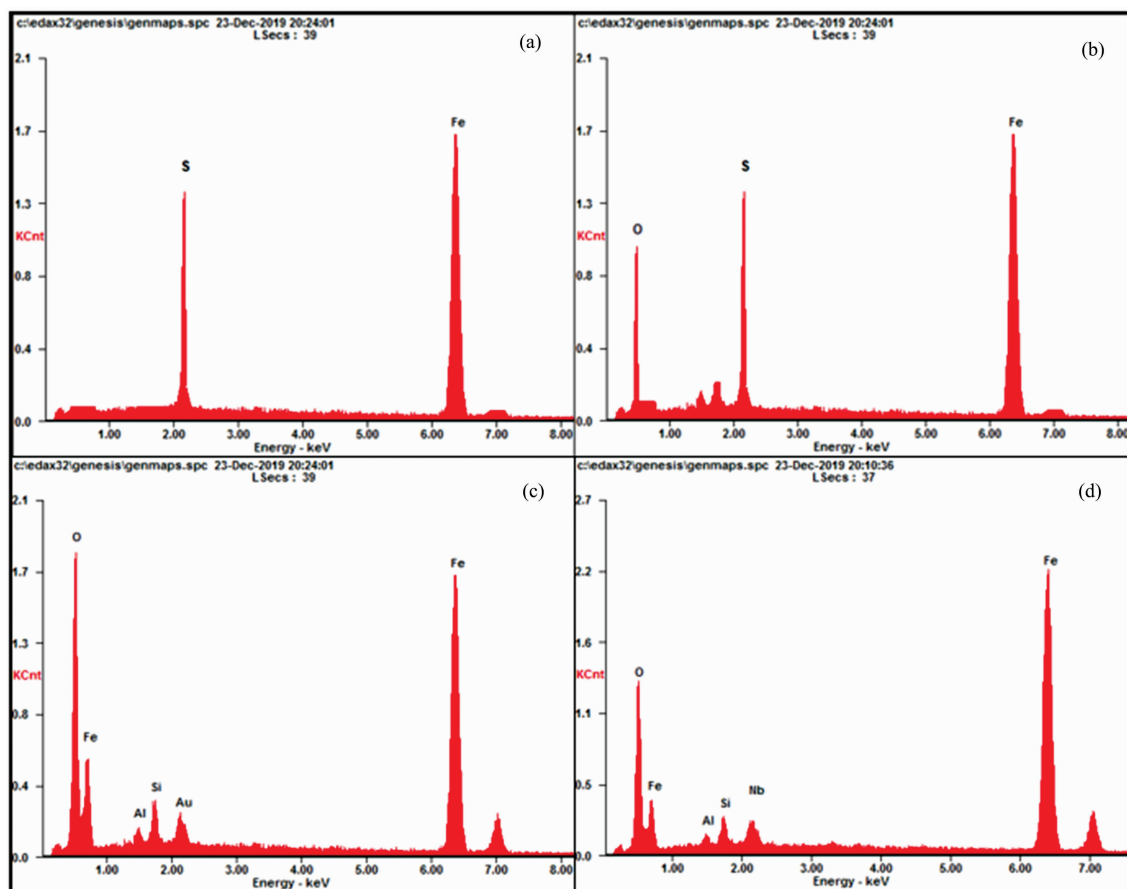 c:\edax32\genesis\genmaps.spc 23-Dec-2019 20:24:01
LSecs : 39
(a)
2.1
1.7
1.3
KCnt
0.8
0.4
0.0
S
Fe
1.00 2.00 3.00 4.00 5.00 6.00 7.00 8.00
Energy - keV
c:\edax32\genesis\genmaps.spc 23-Dec-2019 20:24:01
LSecs : 39
(b)
2.1
1.7
1.3
KCnt
0.8
0.4
0.0
O
S
Fe
1.00 2.00 3.00 4.00 5.00 6.00 7.00 8.0
Energy - keV
c:\edax32\genesis\genmaps.spc 23-Dec-2019 20:24:01
LSecs : 39
(c)
2.1
1.7
1.3
KCnt
0.8
0.4
0.0
O
Fe
Al
Si
Au
Fe
1.00 2.00 3.00 4.00 5.00 6.00 7.00 8.00
Energy - keV
c:\edax32\genesis\genmaps.spc 23-Dec-2019 20:10:36
LSecs : 37
(d)
2.7
2.2
1.6
KCnt
1.1
0.5
0.0
O
Fe
Al
Si
Nb
Fe
1.00 2.00 3.00 4.00 5.00 6.00 7.00
Energy - keV